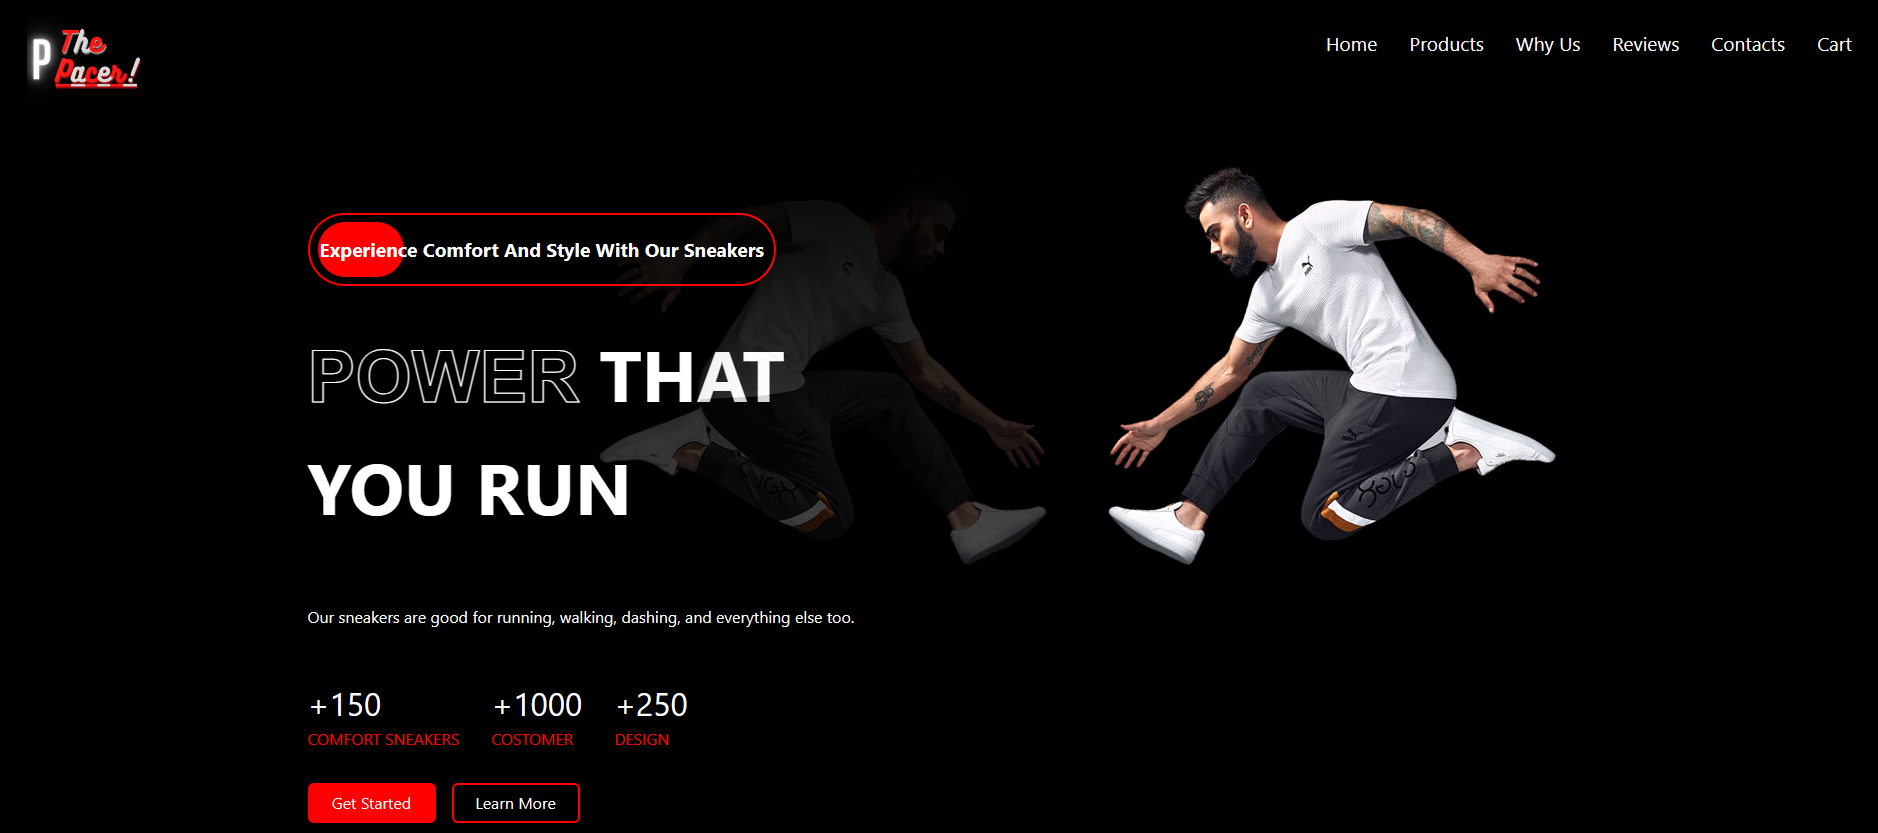 P The
Pacer!
Home Products Why Us Reviews Contacts Cart
Experience Comfort And Style With Our Sneakers
POWER THAT
YOU RUN
Our sneakers are good for running, walking, dashing, and everything else too.
+150 +1000 +250
COMFORT SNEAKERS COSTOMER DESIGN
Get Started Learn More